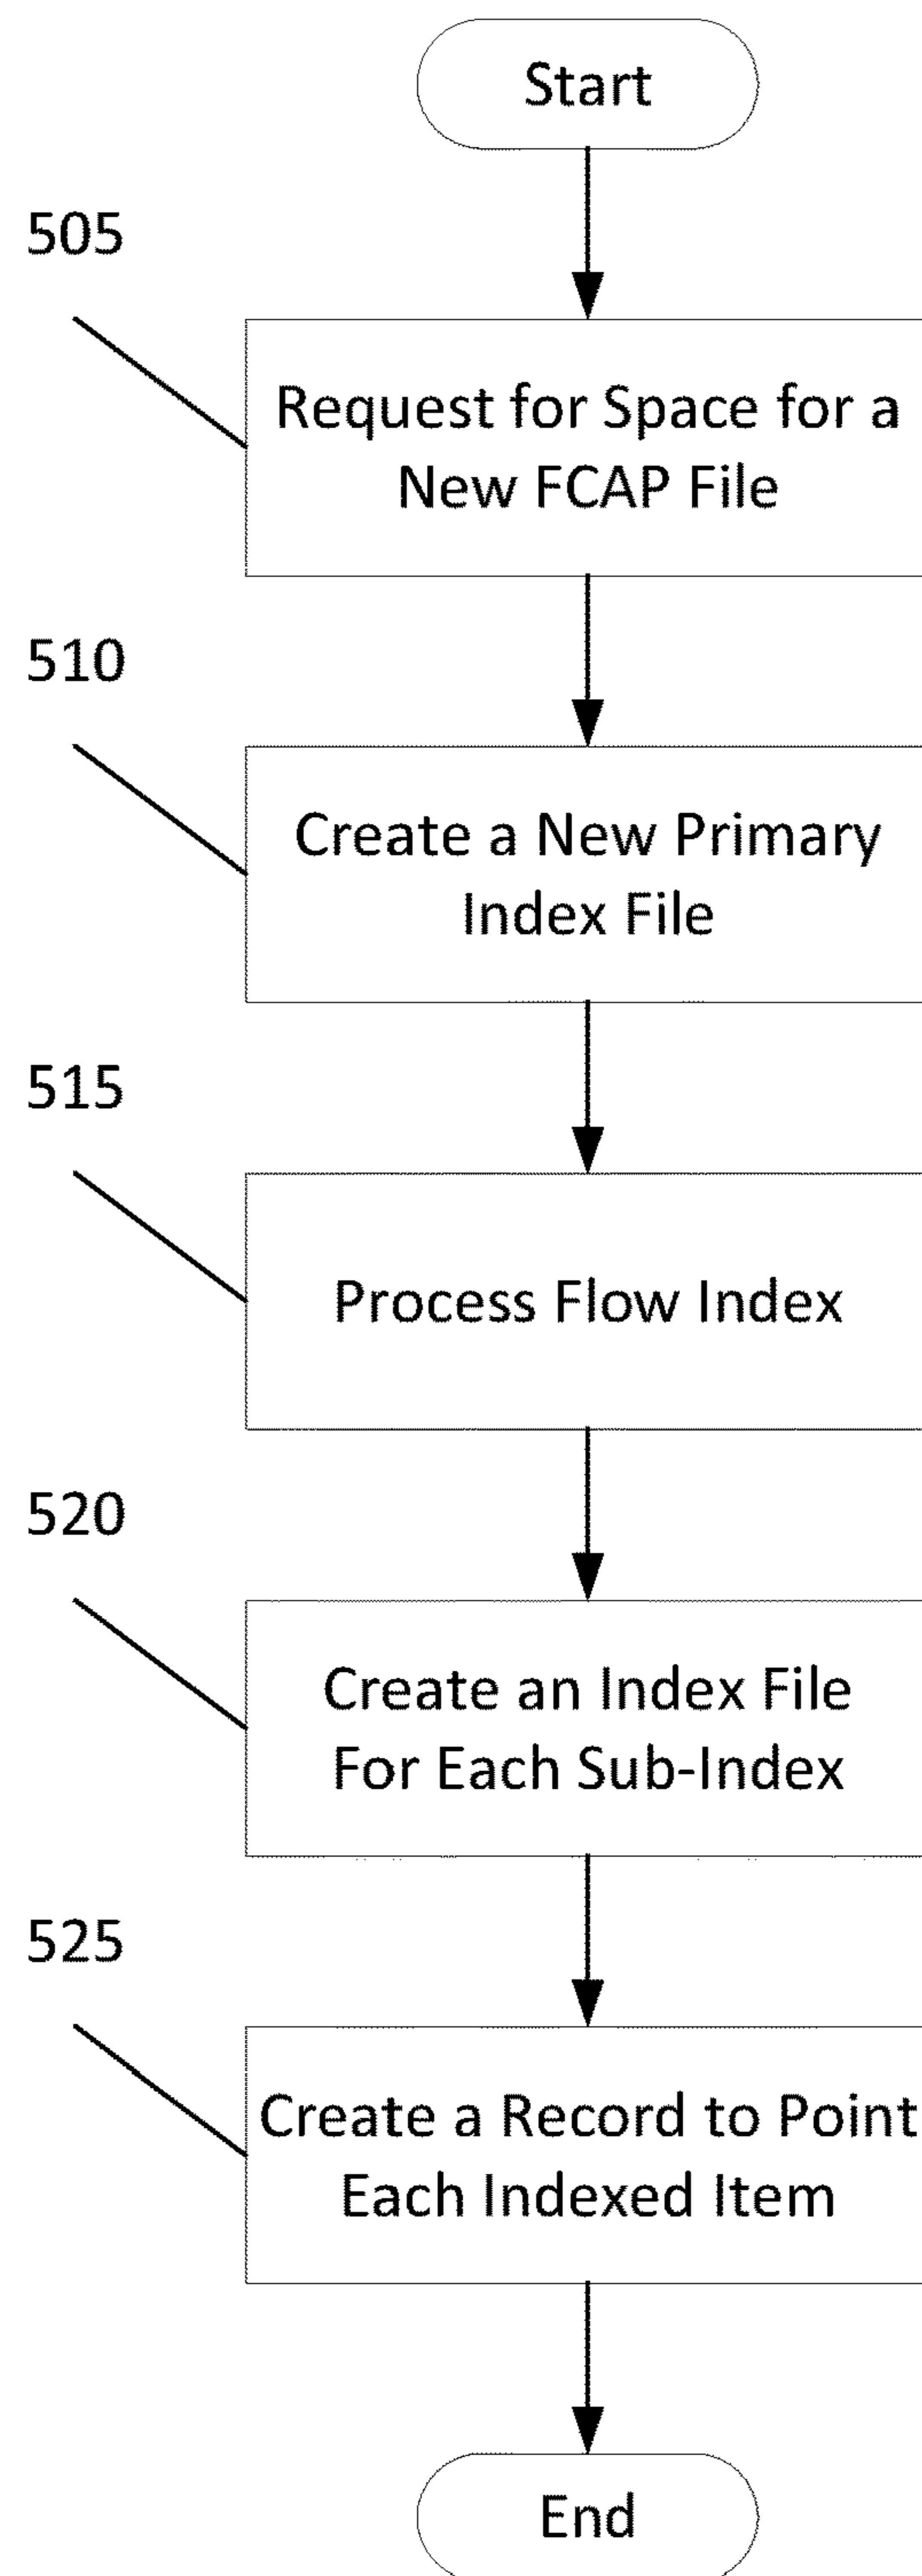 Start
505
Request for Space for a
New FCAP File
510
Create a New Primary
Index File
515
Process Flow Index
520
Create an Index File
For Each Sub-Index
525
Create a Record to Point
Each Indexed Item
End